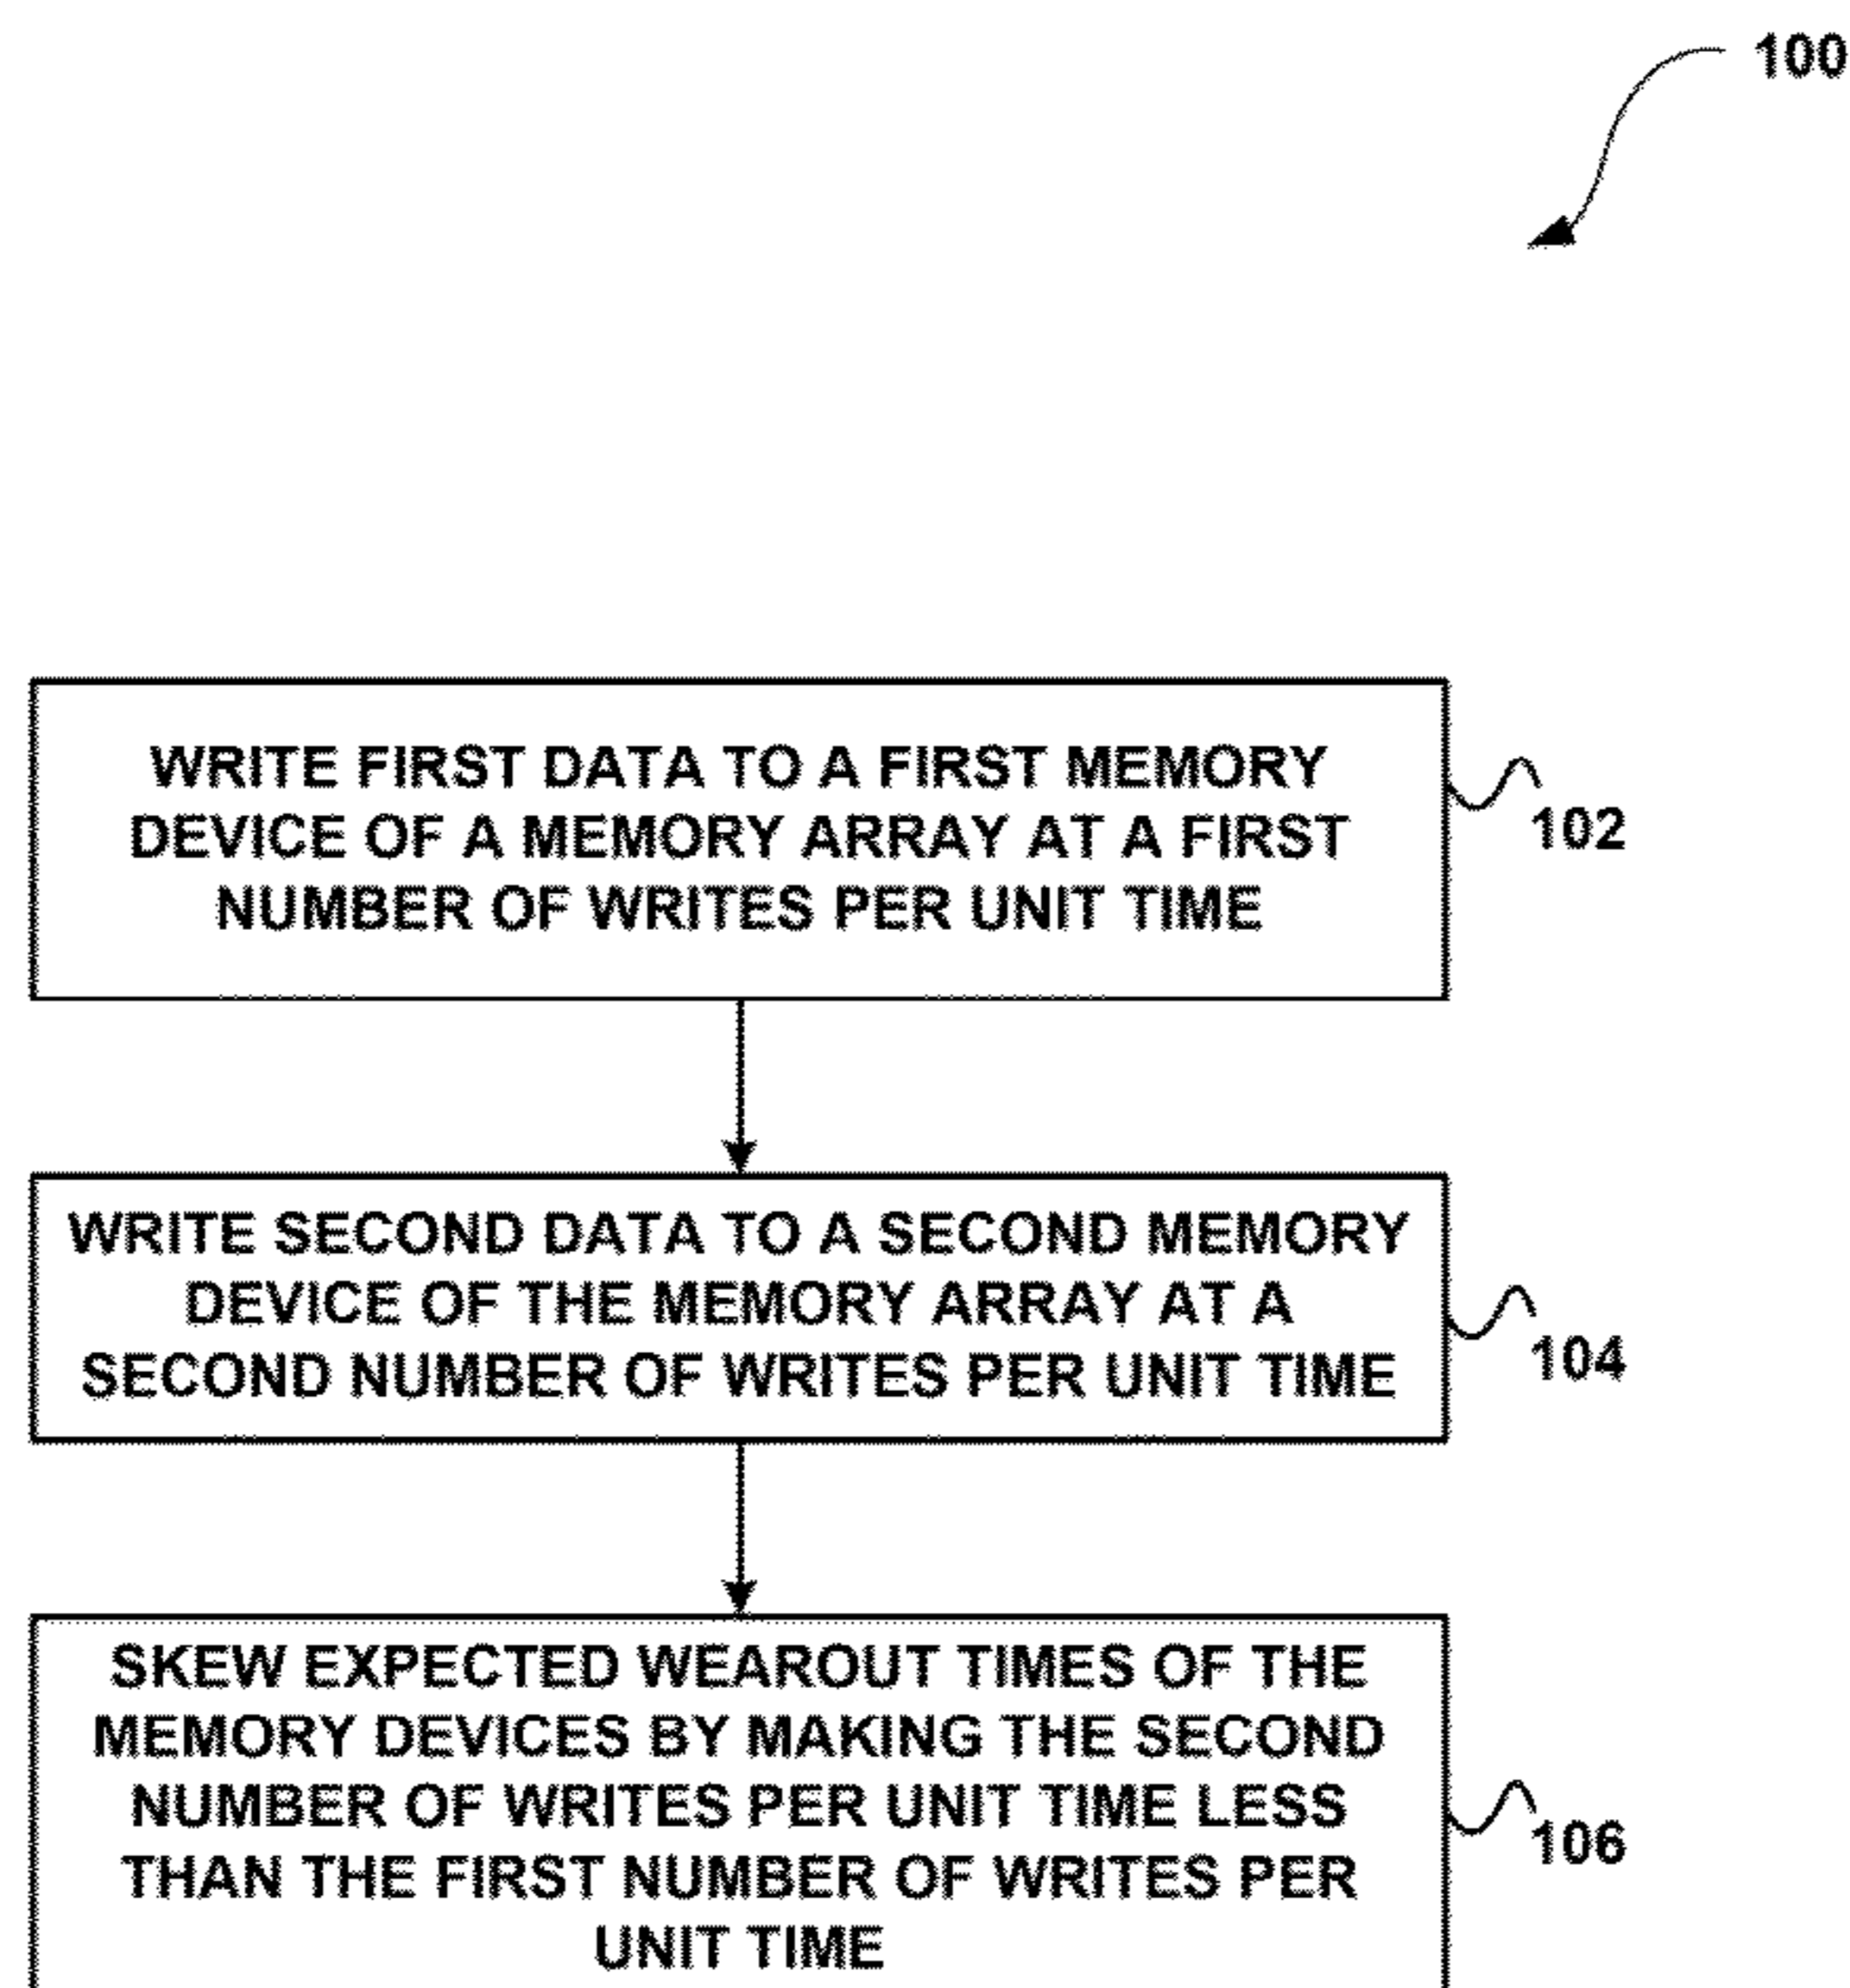 100
WRITE FIRST DATA TO A FIRST MEMORY
DEVICE OF A MEMORY ARRAY AT A FIRST
NUMBER OF WRITES PER UNIT TIME
102
WRITE SECOND DATA TO A SECOND MEMORY
DEVICE OF THE MEMORY ARRAY AT A
SECOND NUMBER OF WRITES PER UNIT TIME
104
SKEW EXPECTED WEAROUT TIMES OF THE
MEMORY DEVICES BY MAKING THE SECOND
NUMBER OF WRITES PER UNIT TIME LESS
THAN THE FIRST NUMBER OF WRITES PER
UNIT TIME
106